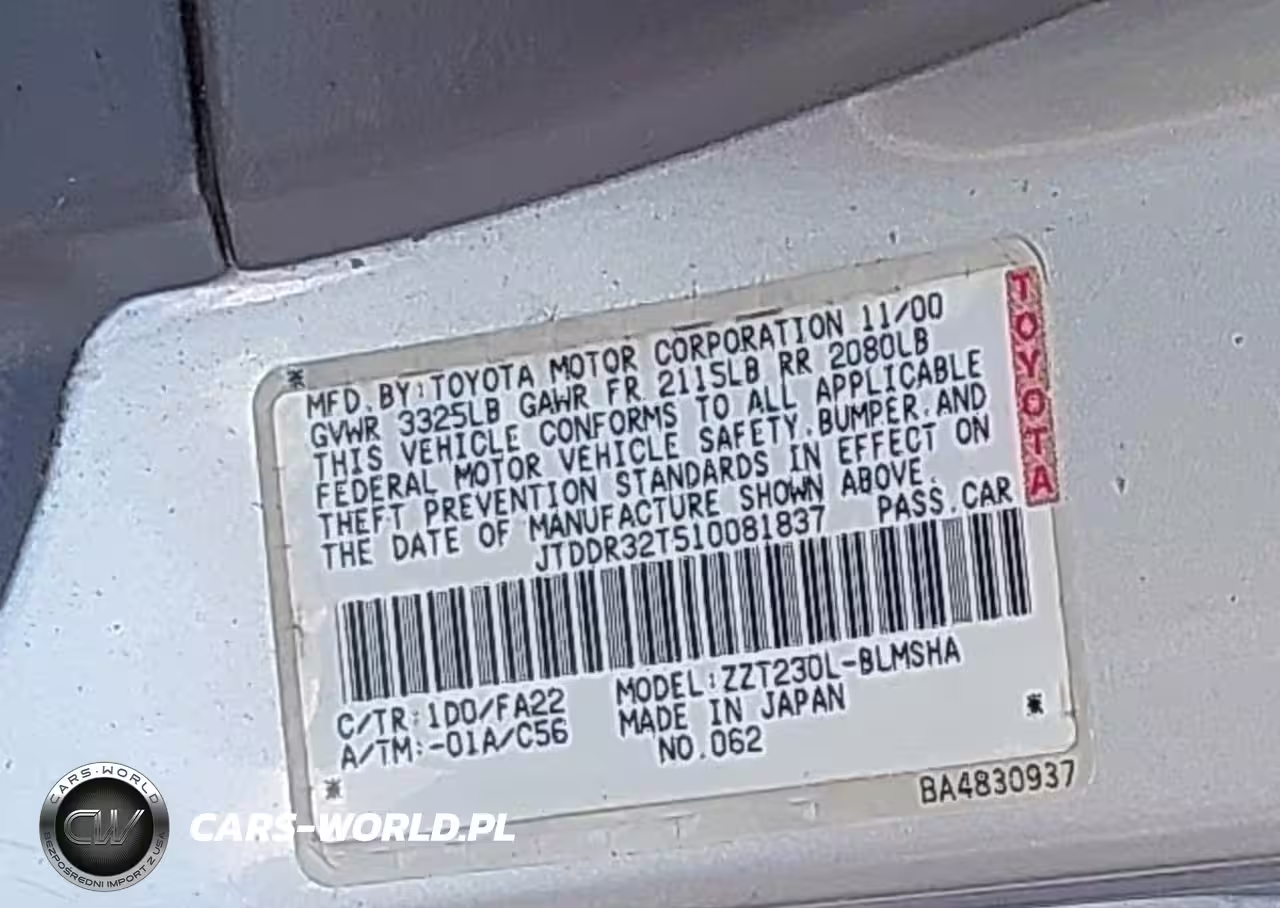 MFD. BY: TOYOTA MOTOR CORPORATION 11/00
GVWR 3325LB GAWR FR 2115LB RR 2080LB
THIS VEHICLE CONFORMS TO ALL APPLICABLE
FEDERAL MOTOR VEHICLE SAFETY, BUMPER, AND
THEFT PREVENTION STANDARDS IN EFFECT ON
THE DATE OF MANUFACTURE SHOWN ABOVE.
JTDDR32T510081837 PASS. CAR
TOYOTA
C/TR: 1D0/FA22 MODEL: ZZT230L-BLMSHA
A/TM: -01A/C56 MADE IN JAPAN
NO. 062
BA4830937
CARS-WORLD
CW
BEZPOŚREDNI IMPORT Z USA
CARS-WORLD.PL